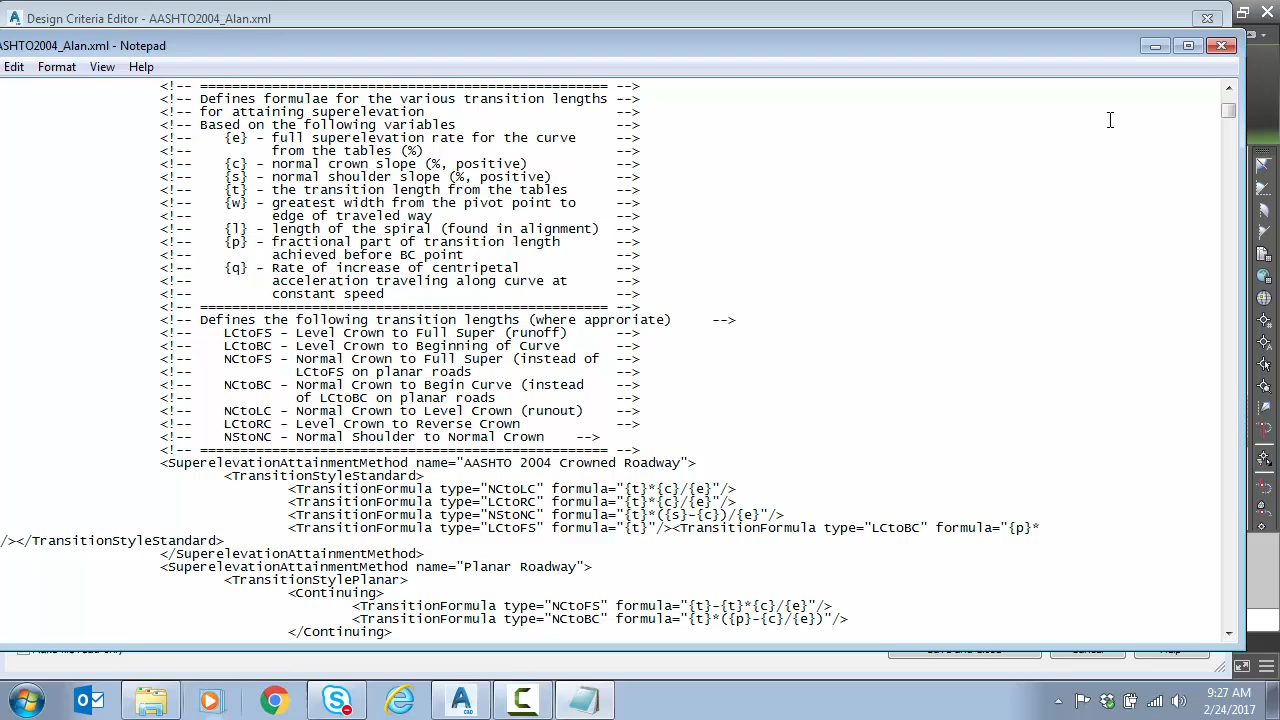 Design Criteria Editor - AASHTO2004_Alan.xml
ASHTO2004_Alan.xml - Notepad
Edit Format View Help
<!-- =================================================== -->
<!-- Defines formulae for the various transition lengths -->
<!-- for attaining superelevation -->
<!-- Based on the following variables -->
<!-- {e} - full superelevation rate for the curve -->
<!-- from the tables (%) -->
<!-- {c} - normal crown slope (%, positive) -->
<!-- {s} - normal shoulder slope (%, positive) -->
<!-- {t} - the transition length from the tables -->
<!-- {w} - greatest width from the pivot point to -->
<!-- edge of traveled way -->
<!-- {l} - length of the spiral (found in alignment) -->
<!-- {p} - fractional part of transition length -->
<!-- achieved before BC point -->
<!-- {q} - Rate of increase of centripetal -->
<!-- acceleration traveling along curve at -->
<!-- constant speed -->
<!-- =================================================== -->
<!-- Defines the following transition lengths (where approriate) -->
<!-- LCtoFS - Level Crown to Full Super (runoff) -->
<!-- LCtoBC - Level Crown to Beginning of Curve -->
<!-- NCtoFS - Normal Crown to Full Super (instead of -->
<!-- LCtoFS on planar roads -->
<!-- NCtoBC - Normal Crown to Begin Curve (instead -->
<!-- of LCtoBC on planar roads -->
<!-- NCtoLC - Normal Crown to Level Crown (runout) -->
<!-- LCtoRC - Level Crown to Reverse Crown -->
<!-- NStoNC - Normal Shoulder to Normal Crown -->
<!-- =================================================== -->
<SuperelevationAttainmentMethod name="AASHTO 2004 Crowned Roadway">
<TransitionStyleStandard>
<TransitionFormula type="NCtoLC" formula="{t}*{c}/{e}"/>
<TransitionFormula type="LCtoRC" formula="{t}*{c}/{e}"/>
<TransitionFormula type="NStoNC" formula="{t}*({s}-{c})/{e}"/>
<TransitionFormula type="LCtoFS" formula="{t}"/><TransitionFormula type="LCtoBC" formula="{p}*
/></TransitionStyleStandard>
</SuperelevationAttainmentMethod>
<SuperelevationAttainmentMethod name="Planar Roadway">
<TransitionStylePlanar>
<Continuing>
<TransitionFormula type="NCtoFS" formula="{t}-{t}*{c}/{e}"/>
<TransitionFormula type="NCtoBC" formula="{t}*({p}-{c}/{e})"/>
</Continuing>
9:27 AM
2/24/2017